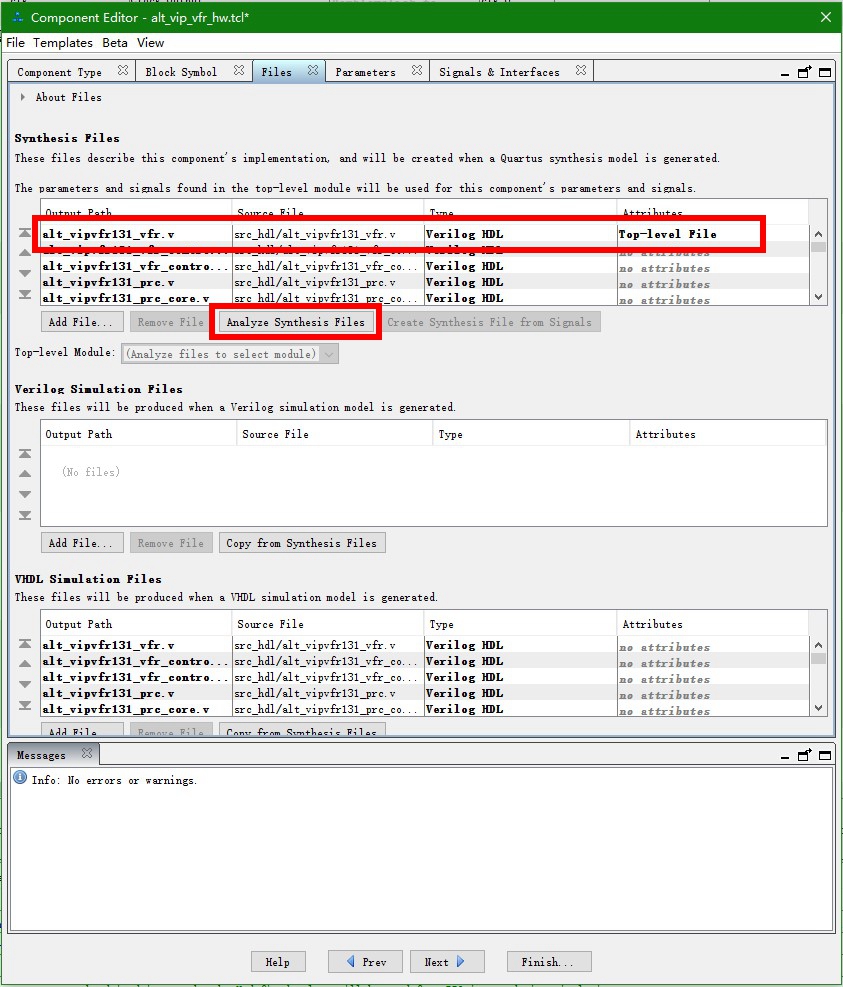 Component Editor - alt_vip_vfr_hw.tcl*
File Templates Beta View
Component Type Block Symbol Files Parameters Signals & Interfaces
About Files
Synthesis Files
These files describe this component's implementation, and will be created when a Quartus synthesis model is generated.
The parameters and signals found in the top-level module will be used for this component's parameters and signals.
Output Path Source File Type Attributes
alt_vipvfr131_vfr.v src_hdl/alt_vipvfr131_vfr.v Verilog HDL Top-level File
no attributes
alt_vipvfr131_vfr_contro... src_hdl/alt_vipvfr131_vfr_co... Verilog HDL no attributes
alt_vipvfr131_prc.v src_hdl/alt_vipvfr131_prc.v Verilog HDL no attributes
alt_vipvfr131_prc_core.v src_hdl/alt_vipvfr131_prc_co... Verilog HDL no attributes
Add File... Remove File Analyze Synthesis Files Create Synthesis File from Signals
Top-level Module: (Analyze files to select module)
Verilog Simulation Files
These files will be produced when a Verilog simulation model is generated.
Output Path Source File Type Attributes
(No files)
Add File... Remove File Copy from Synthesis Files
VHDL Simulation Files
These files will be produced when a VHDL simulation model is generated.
Output Path Source File Type Attributes
alt_vipvfr131_vfr.v src_hdl/alt_vipvfr131_vfr.v Verilog HDL no attributes
alt_vipvfr131_vfr_contro... src_hdl/alt_vipvfr131_vfr_co... Verilog HDL no attributes
alt_vipvfr131_vfr_contro... src_hdl/alt_vipvfr131_vfr_co... Verilog HDL no attributes
alt_vipvfr131_prc.v src_hdl/alt_vipvfr131_prc.v Verilog HDL no attributes
alt_vipvfr131_prc_core.v src_hdl/alt_vipvfr131_prc_co... Verilog HDL no attributes
Add File... Remove File Copy from Synthesis Files
Messages
Info: No errors or warnings.
Help Prev Next Finish...